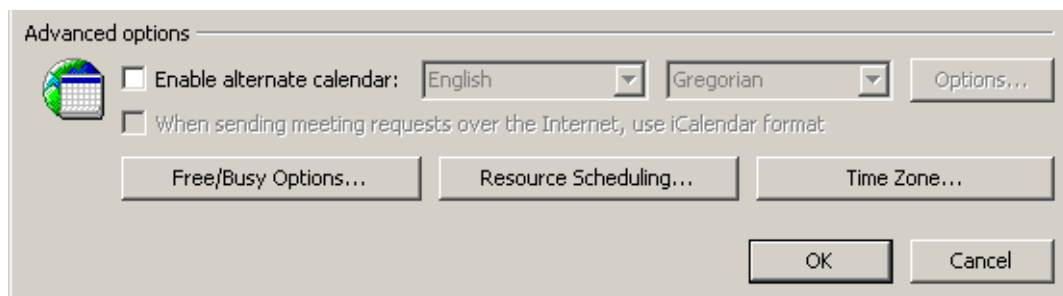 Advanced options
Enable alternate calendar: English Gregorian Options...
When sending meeting requests over the Internet, use iCalendar format
Free/Busy Options... Resource Scheduling... Time Zone...
OK Cancel